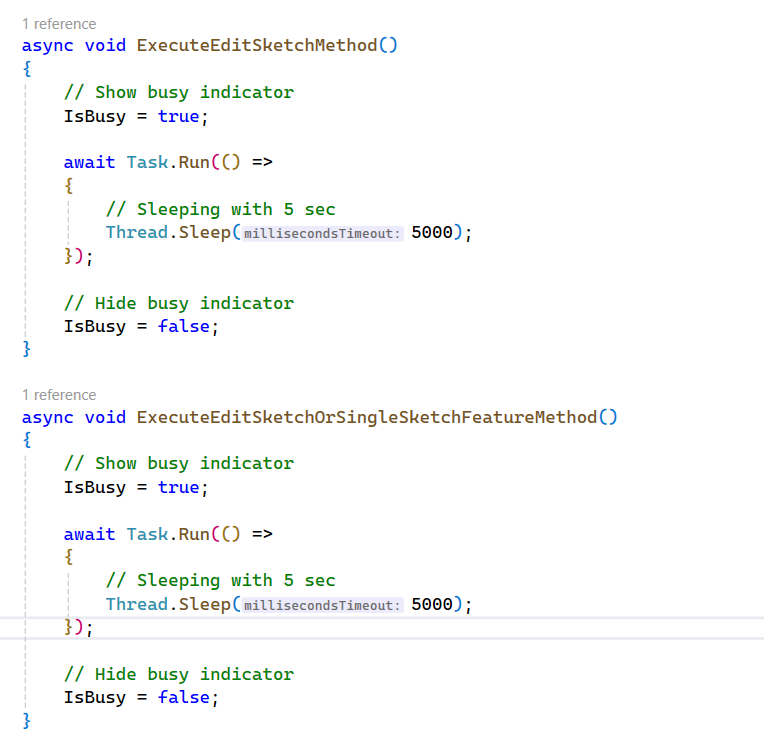 1 reference
async void ExecuteEditSketchMethod()
{
// Show busy indicator
IsBusy = true;
await Task.Run(() =>
{
// Sleeping with 5 sec
Thread.Sleep(millisecondsTimeout: 5000);
});
// Hide busy indicator
IsBusy = false;
}
1 reference
async void ExecuteEditSketchOrSingleSketchFeatureMethod()
{
// Show busy indicator
IsBusy = true;
await Task.Run(() =>
{
// Sleeping with 5 sec
Thread.Sleep(millisecondsTimeout: 5000);
});
// Hide busy indicator
IsBusy = false;
}